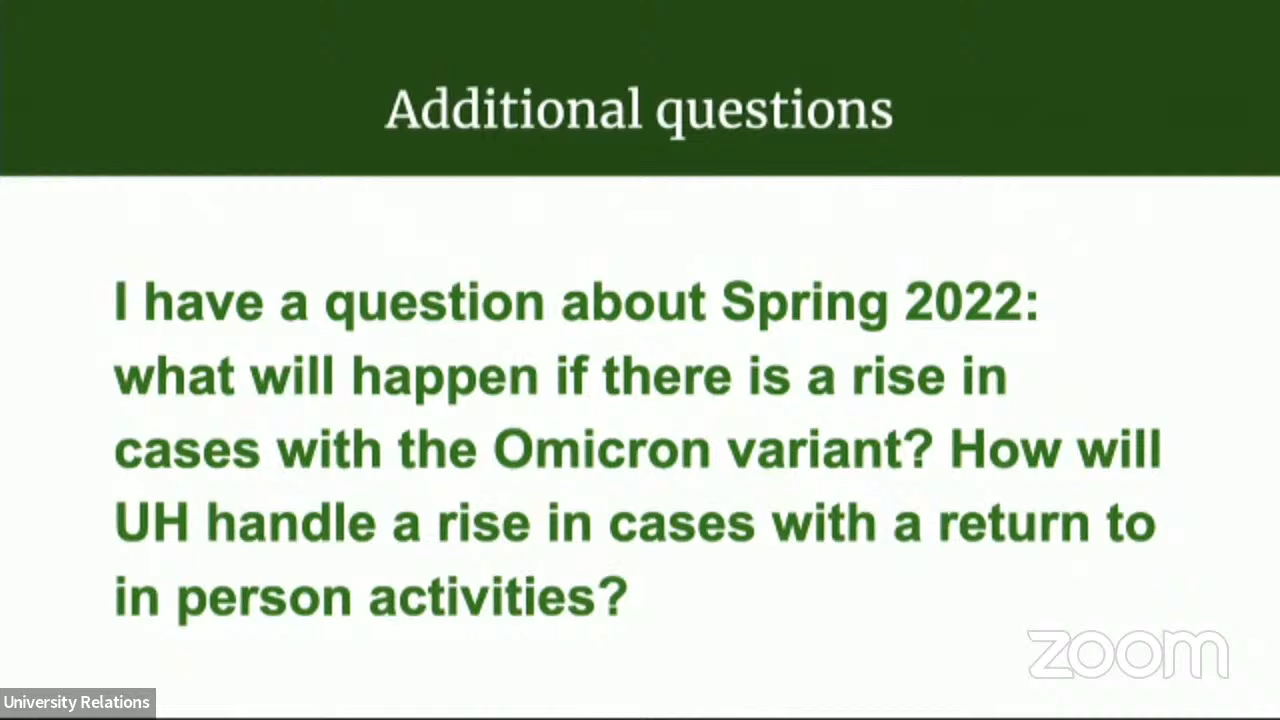 Additional questions
I have a question about Spring 2022:
what will happen if there is a rise in
cases with the Omicron variant? How will
UH handle a rise in cases with a return to
in person activities?
zoom
University Relations